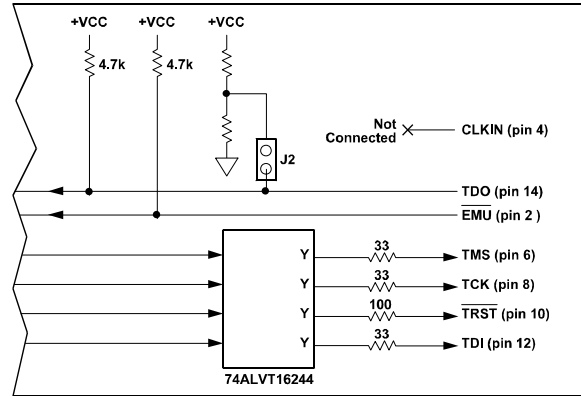 +VCC +VCC +VCC
4.7k 4.7k
Not Connected CLKIN (pin 4)
J2
TDO (pin 14)
EMU (pin 2 )
Y 33 TMS (pin 6)
Y 33 TCK (pin 8)
Y 100 TRST (pin 10)
Y 33 TDI (pin 12)
74ALVT16244